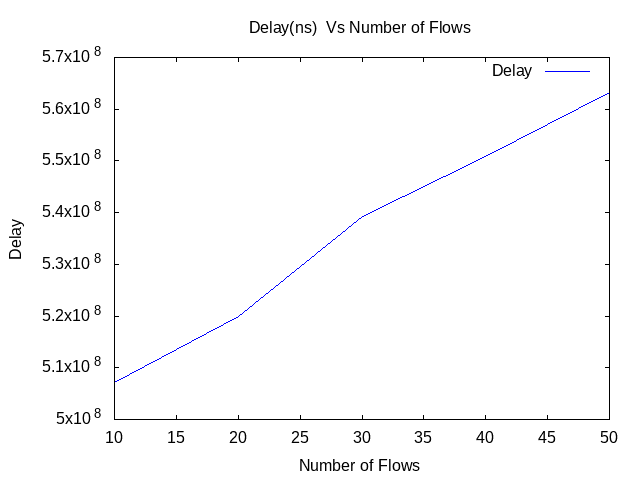 Delay(ns)  Vs Number of Flows
5.7x10^8
Delay
5.6x10^8
5.5x10^8
5.4x10^8
5.3x10^8
5.2x10^8
5.1x10^8
5x10^8
Delay
10 15 20 25 30 35 40 45 50
Number of Flows